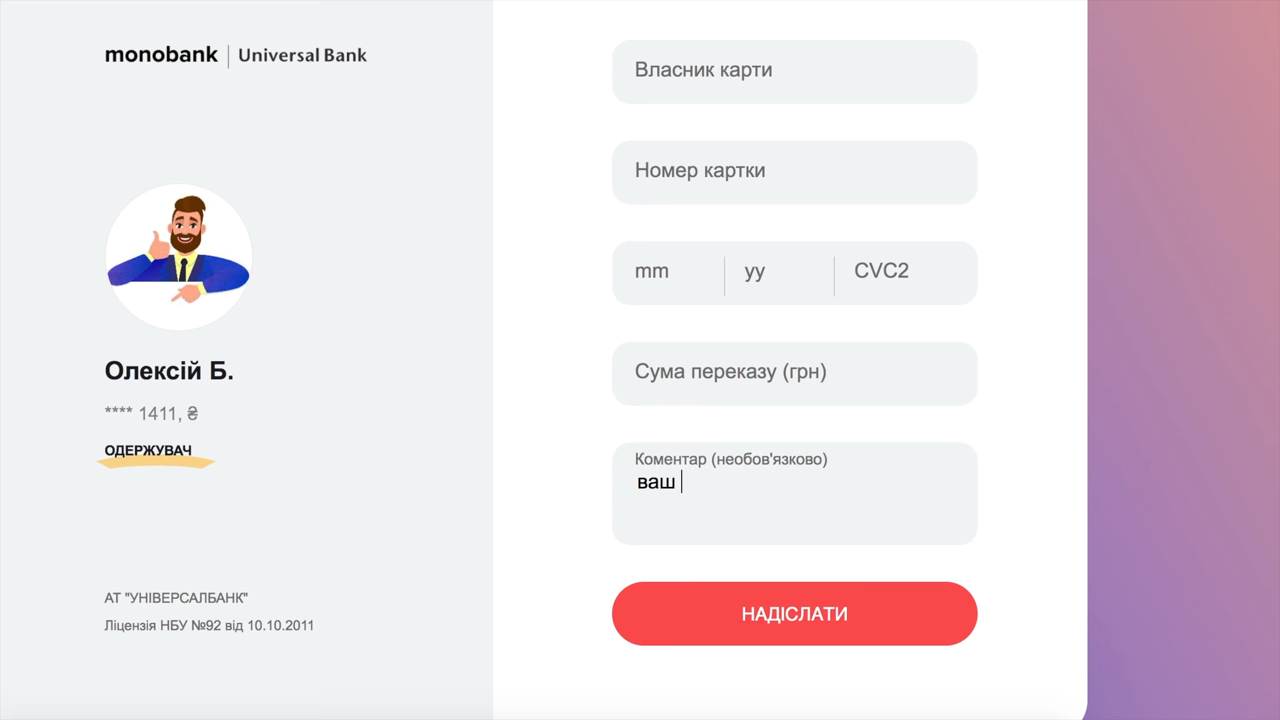 monobank | Universal Bank
Олексій Б.
**** 1411, ₴
ОДЕРЖУВАЧ
АТ "УНІВЕРСАЛБАНК"
Ліцензія НБУ №92 від 10.10.2011
Власник карти
Номер картки
mm yy CVC2
Сума переказу (грн)
Коментар (необов'язково)
ваш
НАДІСЛАТИ